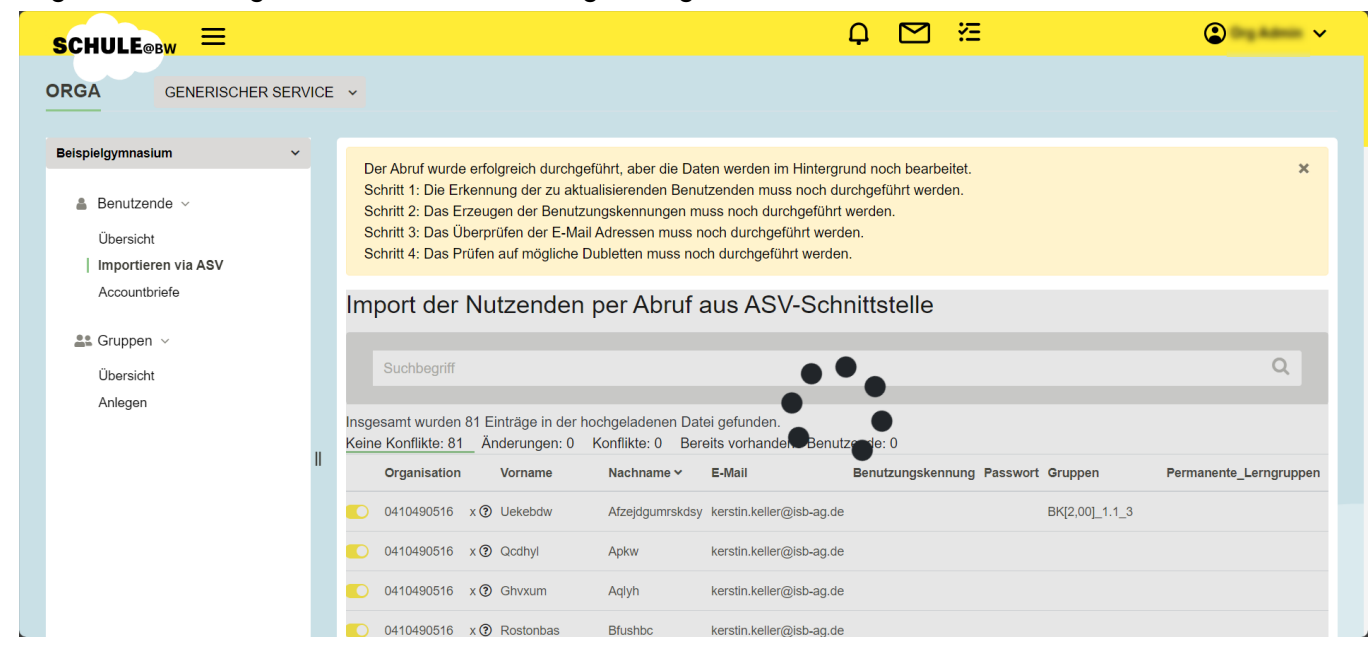 SCHULE@BW
ORGA GENERISCHER SERVICE
Beispielgymnasium
Benutzende
Übersicht
Importieren via ASV
Accountbriefe
Gruppen
Übersicht
Anlegen
Der Abruf wurde erfolgreich durchgeführt, aber die Daten werden im Hintergrund noch bearbeitet.
Schritt 1: Die Erkennung der zu aktualisierenden Benutzenden muss noch durchgeführt werden.
Schritt 2: Das Erzeugen der Benutzungskennungen muss noch durchgeführt werden.
Schritt 3: Das Überprüfen der E-Mail Adressen muss noch durchgeführt werden.
Schritt 4: Das Prüfen auf mögliche Dubletten muss noch durchgeführt werden.
Import der Nutzenden per Abruf aus ASV-Schnittstelle
Suchbegriff
Insgesamt wurden 81 Einträge in der hochgeladenen Datei gefunden.
Keine Konflikte: 81 Änderungen: 0 Konflikte: 0 Bereits vorhandene Benutzende: 0
Organisation Vorname Nachname E-Mail Benutzungskennung Passwort Gruppen Permanente_Lerngruppen
0410490516 x Uekebdw Afzejdgumrskdsy kerstin.keller@isb-ag.de BK[2,00]_1.1_3
0410490516 x Qcdhyl Apkw kerstin.keller@isb-ag.de
0410490516 x Ghvxum Aqlyh kerstin.keller@isb-ag.de
0410490516 x Rostonbas Bfushbc kerstin.keller@isb-ag.de